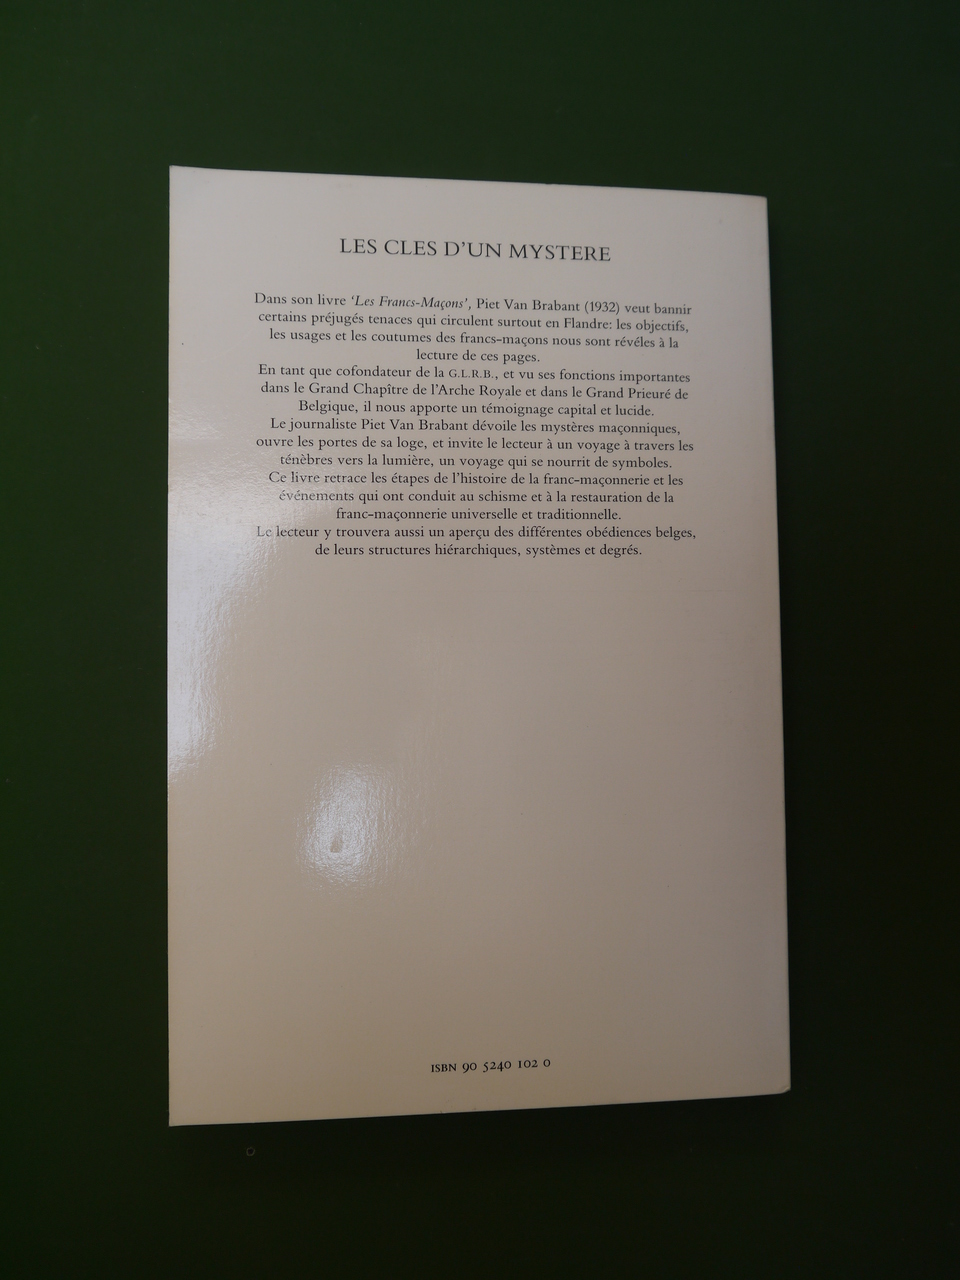 LES CLES D'UN MYSTERE
Dans son livre ‘Les Francs-Maçons’, Piet Van Brabant (1932) veut bannir
certains préjugés tenaces qui circulent surtout en Flandre: les objectifs,
les usages et les coutumes des francs-maçons nous sont révélés à la
lecture de ces pages.
En tant que cofondateur de la G.L.R.B., et vu ses fonctions importantes
dans le Grand Chapître de l'Arche Royale et dans le Grand Prieuré de
Belgique, il nous apporte un témoignage capital et lucide.
Le journaliste Piet Van Brabant dévoile les mystères maçonniques,
ouvre les portes de sa loge, et invite le lecteur à un voyage à travers les
ténèbres vers la lumière, un voyage qui se nourrit de symboles.
Ce livre retrace les étapes de l'histoire de la franc-maçonnerie et les
événements qui ont conduit au schisme et à la restauration de la
franc-maçonnerie universelle et traditionnelle.
Le lecteur y trouvera aussi un aperçu des différentes obédiences belges,
de leurs structures hiérarchiques, systèmes et degrés.
ISBN 90 5240 102 0